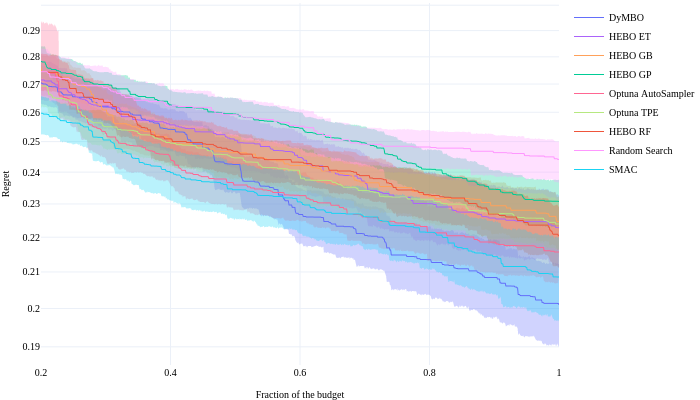 DyMBO
HEBO ET
HEBO GB
HEBO GP
Optuna AutoSampler
Optuna TPE
HEBO RF
Random Search
SMAC
0.29
0.28
0.27
0.26
0.25
0.24
0.23
0.22
0.21
0.2
0.19
Regret
0.2 0.4 0.6 0.8 1
Fraction of the budget